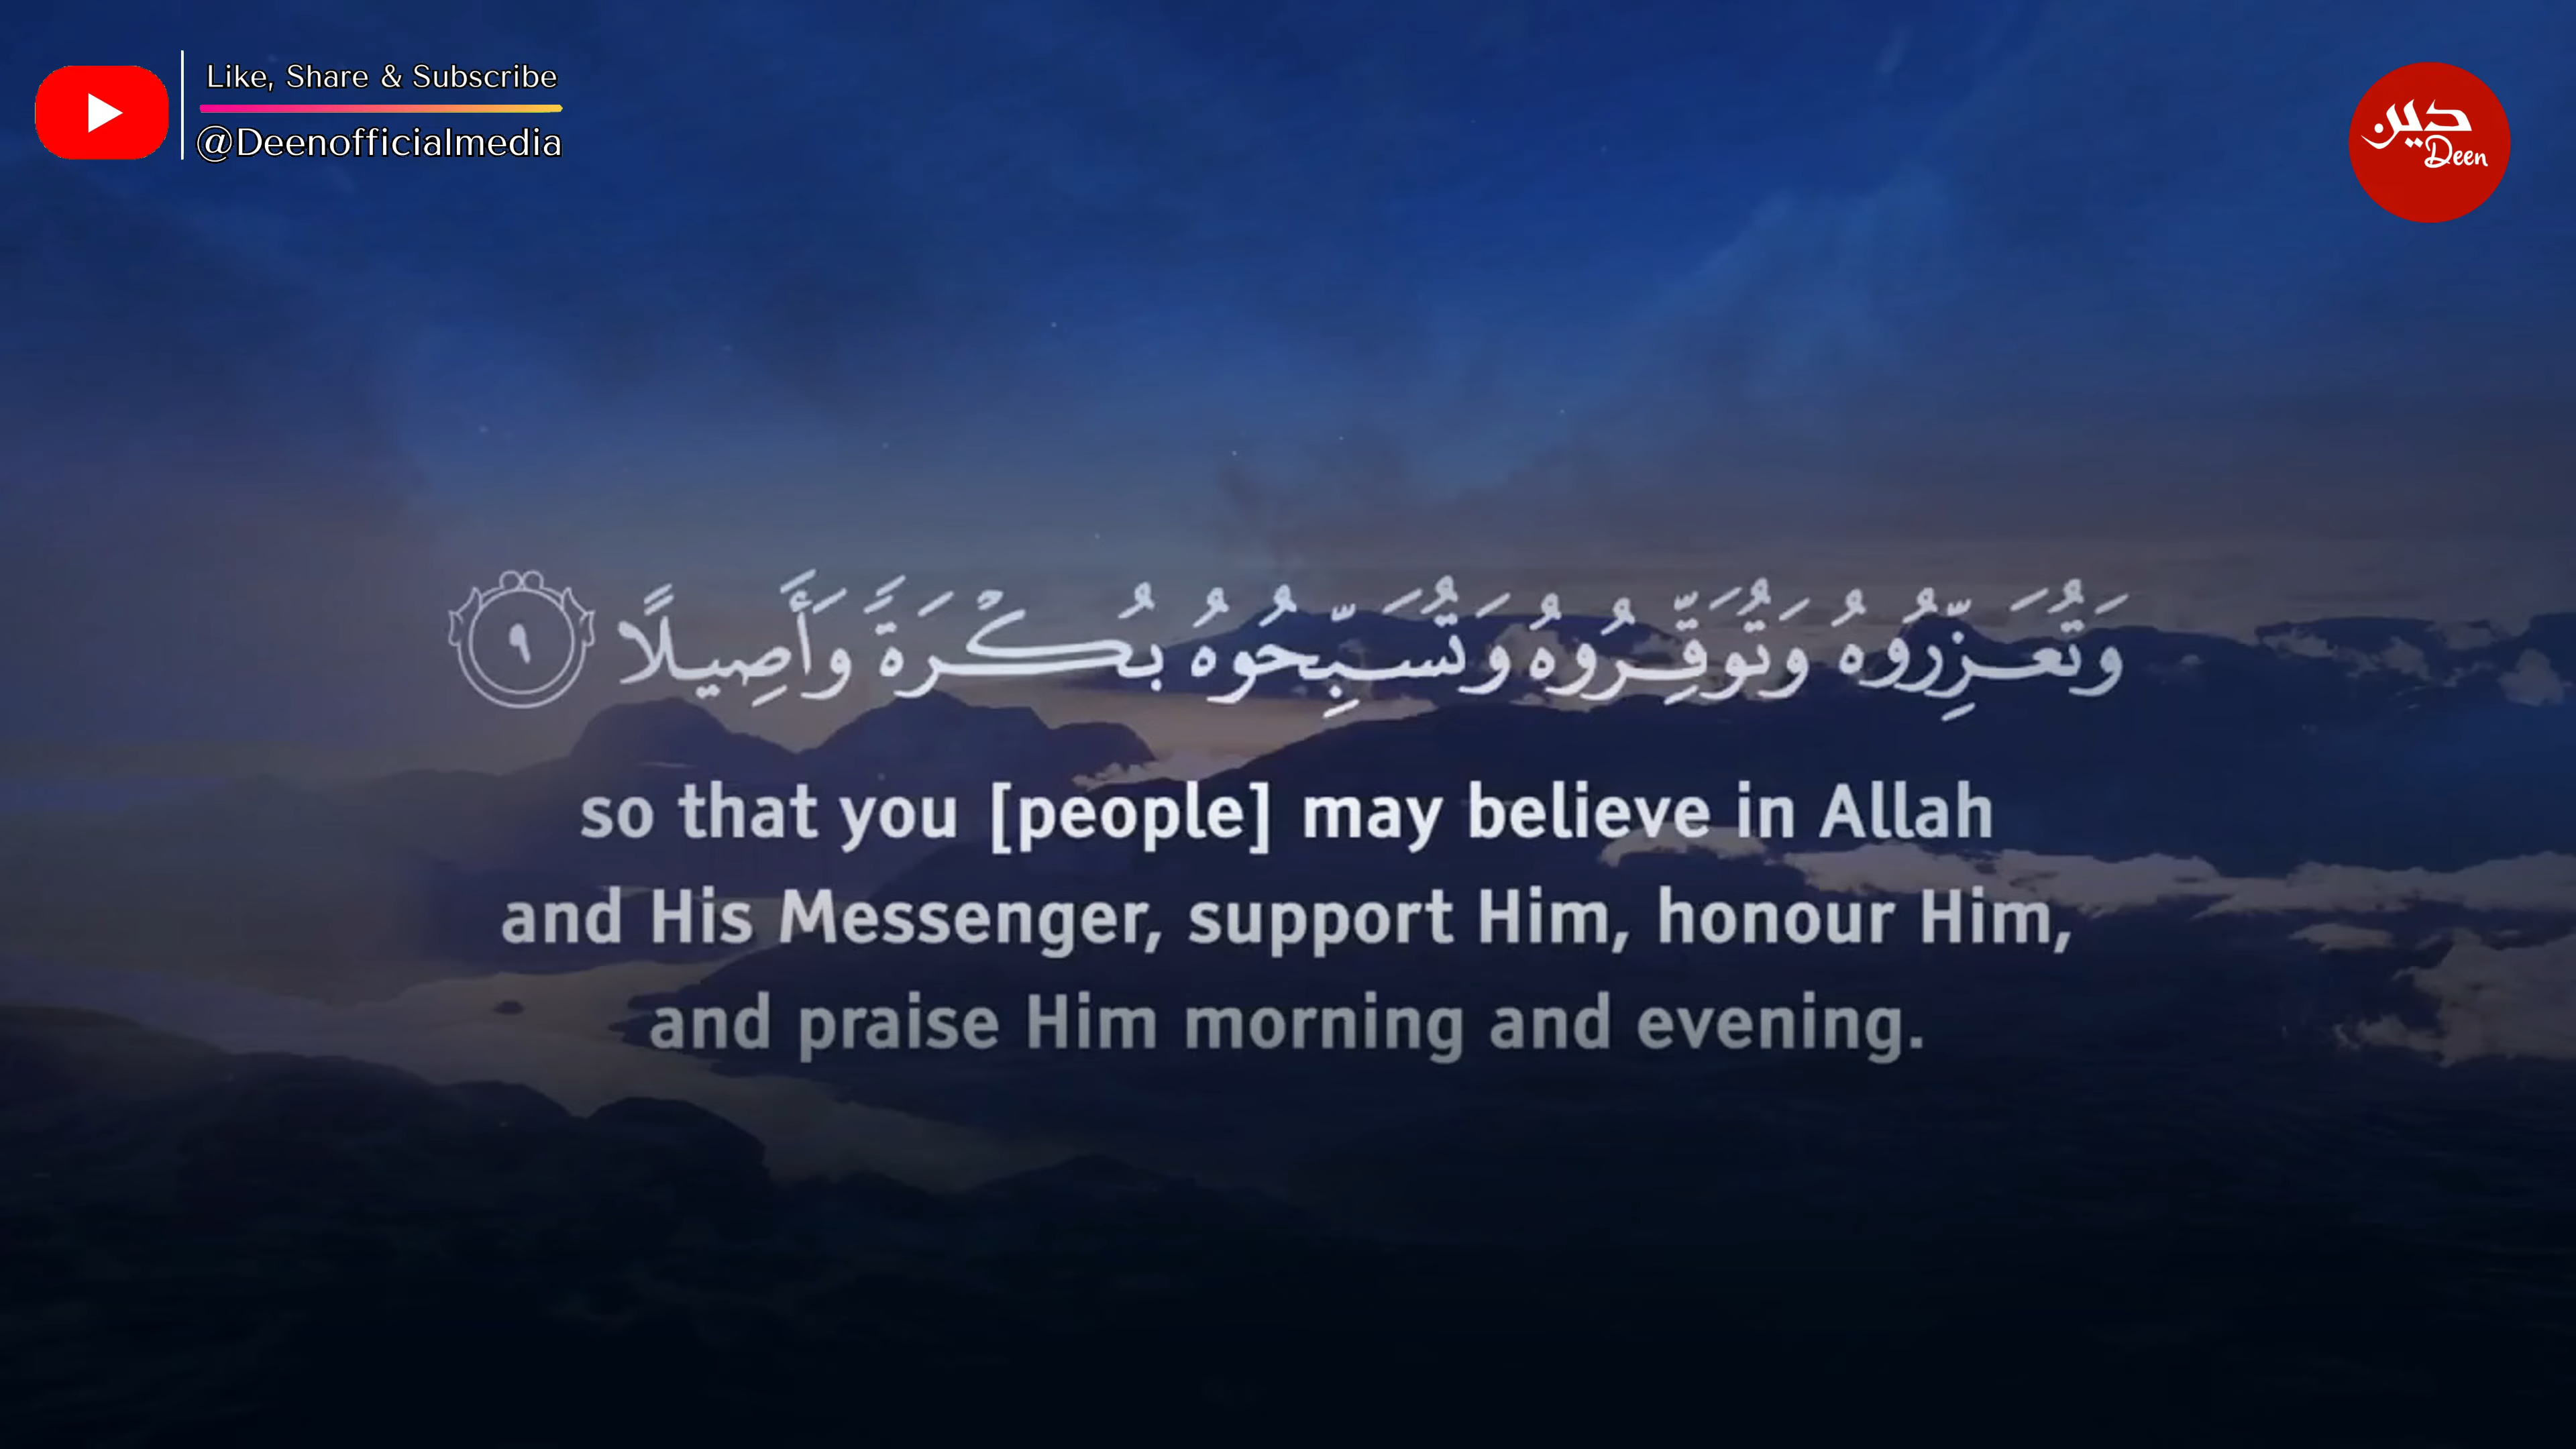 Like, Share & Subscribe
@Deenofficialmedia
دين
Deen
وَتُعَزِّرُوهُ وَتُوَقِّرُوهُ وَتُسَبِّحُوهُ بُكْرَةً وَأَصِيلًا ٩
so that you [people] may believe in Allah
and His Messenger, support Him, honour Him,
and praise Him morning and evening.